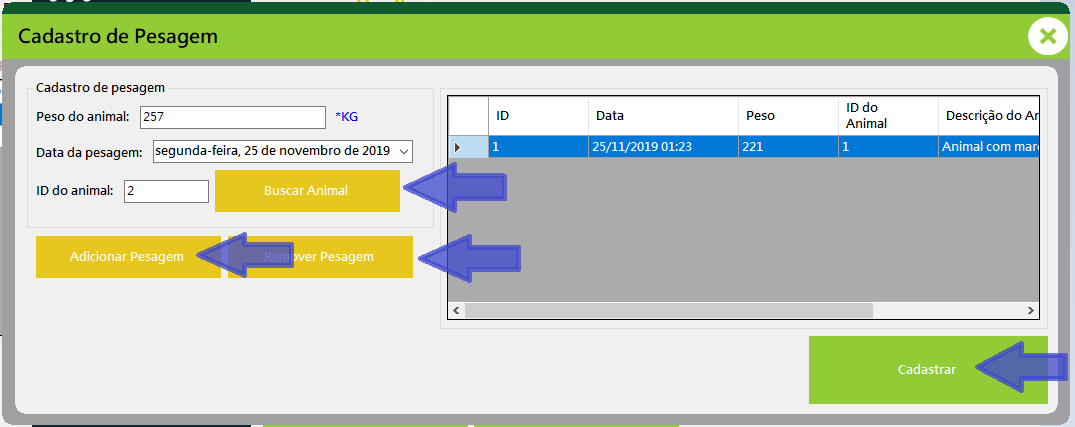 Cadastro de Pesagem
Cadastro de pesagem
Peso do animal: 257 *KG
Data da pesagem: segunda-feira, 25 de novembro de 2019
ID do animal: 2 Buscar Animal
Adicionar Pesagem Remover Pesagem
ID Data Peso ID do Animal Descrição do An
1 25/11/2019 01:23 221 1 Animal com marc
Cadastrar